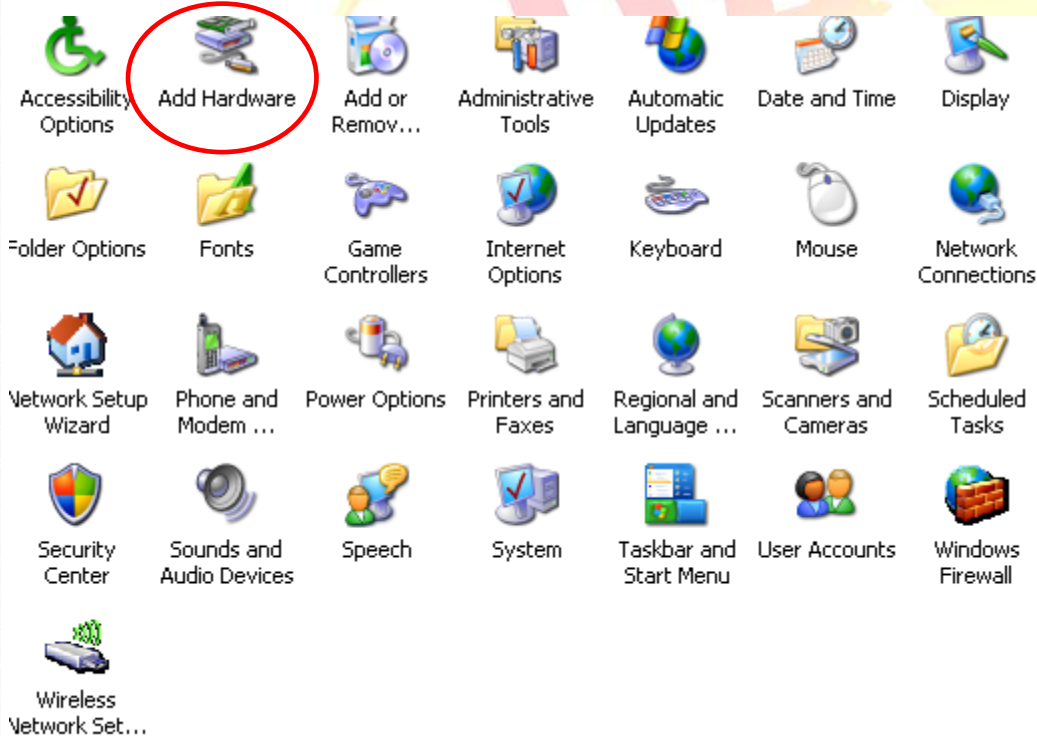 Accessibility
Options
Add Hardware
Add or
Remov...
Administrative
Tools
Automatic
Updates
Date and Time
Display
Folder Options
Fonts
Game
Controllers
Internet
Options
Keyboard
Mouse
Network
Connections
Network Setup
Wizard
Phone and
Modem ...
Power Options
Printers and
Faxes
Regional and
Language ...
Scanners and
Cameras
Scheduled
Tasks
Security
Center
Sounds and
Audio Devices
Speech
System
Taskbar and
Start Menu
User Accounts
Windows
Firewall
Wireless
Network Set...